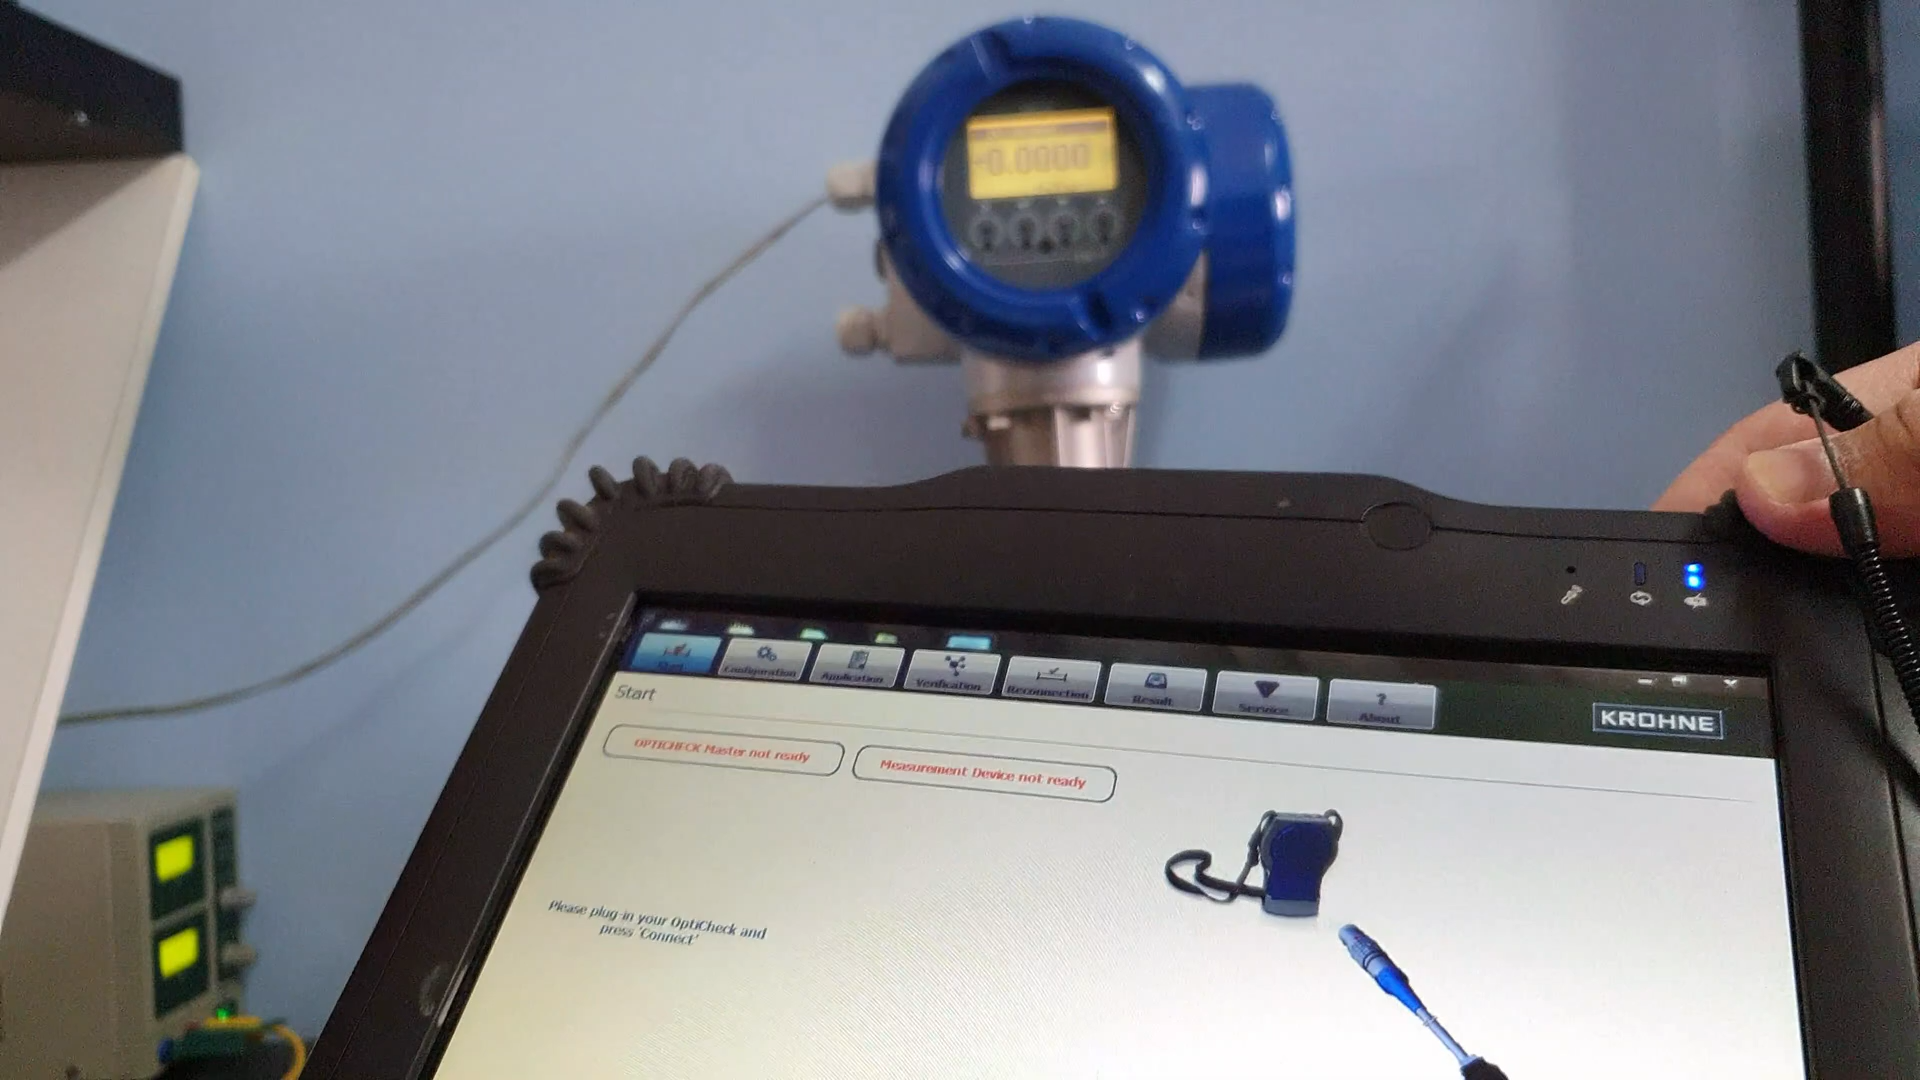 -0.0000
Start
Configuration
Application
Verification
Reconnection
Result
Service
?
About
KROHNE
Start
OPTICHECK Master not ready
Measurement Device not ready
Please plug-in your OptiCheck and
press 'Connect'